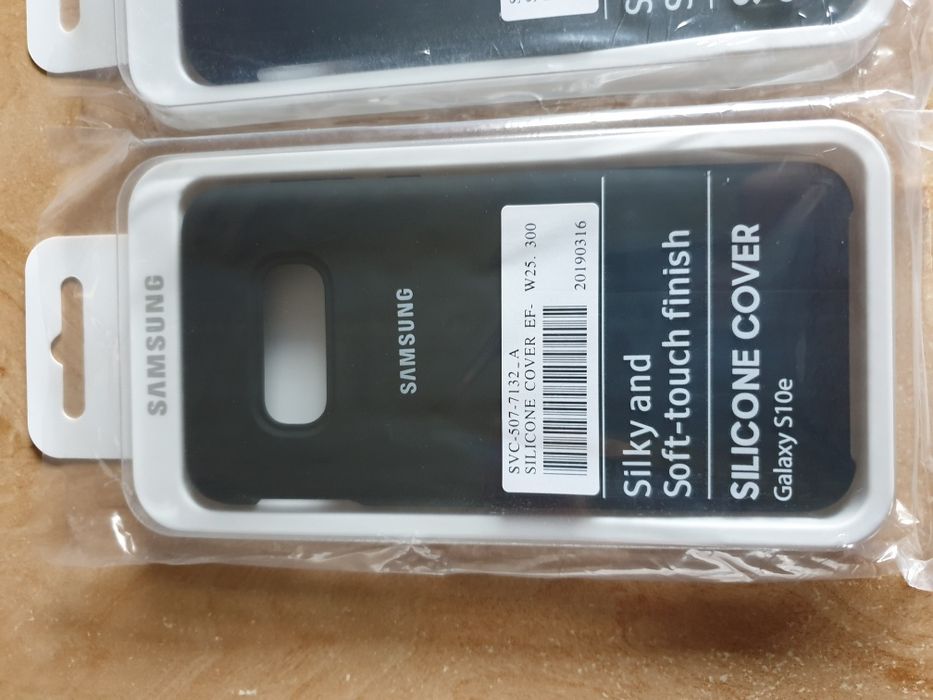 SAMSUNG
SAMSUNG
SVC-507-7132_A
SILICONE COVER EF- W25. 300
20190316
Silky and
Soft-touch finish
SILICONE COVER
Galaxy S10e